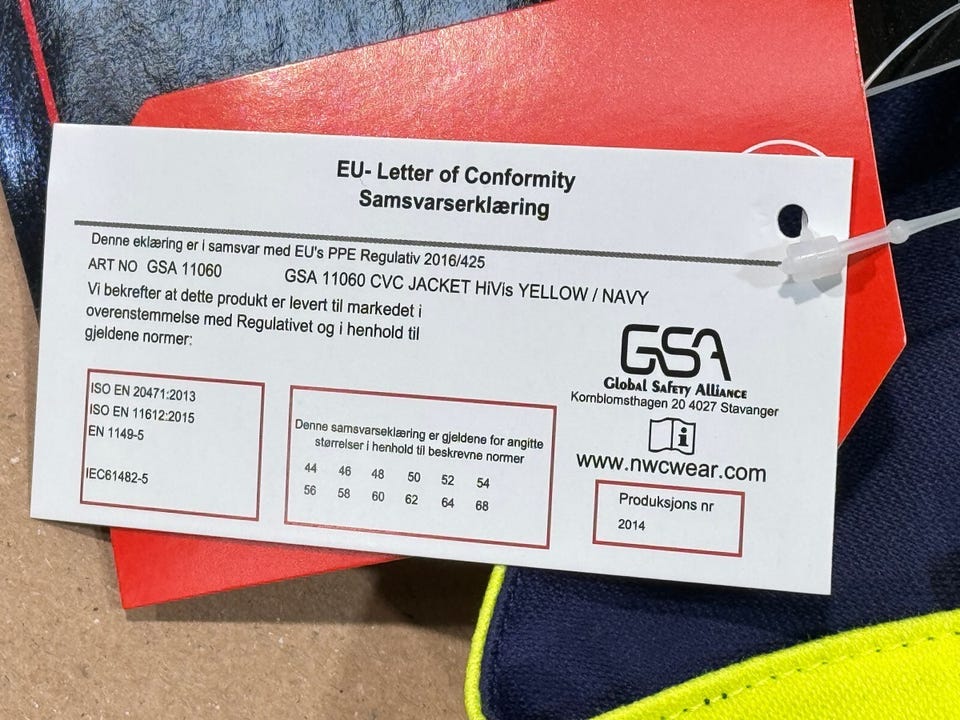 EU- Letter of Conformity
Samsvarserklæring
Denne eklæring er i samsvar med EU's PPE Regulativ 2016/425
ART NO GSA 11060 GSA 11060 CVC JACKET HiVis YELLOW / NAVY
Vi bekrefter at dette produkt er levert til markedet i
overenstemmelse med Regulativet og i henhold til
gjeldene normer:
ISO EN 20471:2013
ISO EN 11612:2015
EN 1149-5
IEC61482-5
Denne samsvarseklæring er gjeldene for angitte
størrelser i henhold til beskrevne normer
44 46 48 50 52 54
56 58 60 62 64 68
GSA
Global Safety Alliance
Kornblomsthagen 20 4027 Stavanger
i
www.nwcwear.com
Produksjons nr
2014